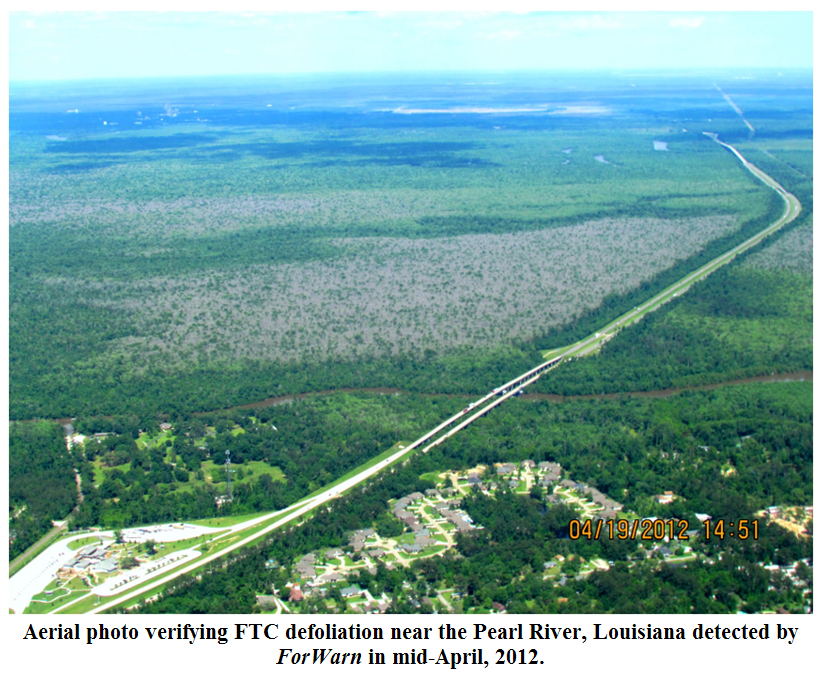 04/19/2012 14:51
Aerial photo verifying FTC defoliation near the Pearl River, Louisiana detected by
ForWarn in mid-April, 2012.